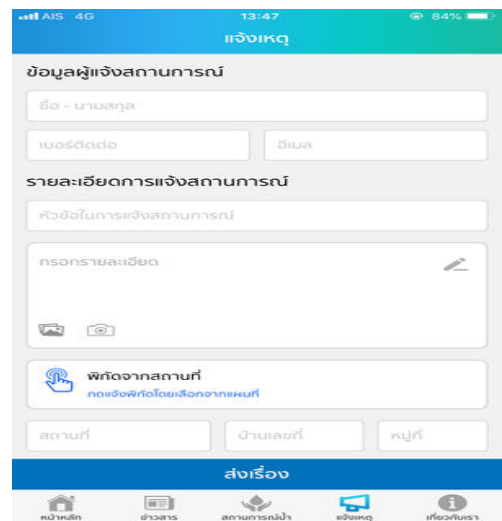 AIS 4G 13:47 84%
แจ้งเหตุ
ข้อมูลผู้แจ้งสถานการณ์
ชื่อ - นามสกุล
เบอร์ติดต่อ อีเมล
รายละเอียดการแจ้งสถานการณ์
หัวข้อในการแจ้งสถานการณ์
กรอกรายละเอียด
พิกัดจากสถานที่
กดแจ้งพิกัดโดยเลือกจากแผนที่
สถานที่ บ้านเลขที่ หมู่ที่
ส่งเรื่อง
หน้าหลัก ข่าวสาร สถานการณ์น้ำ แจ้งเหตุ เกี่ยวกับเรา